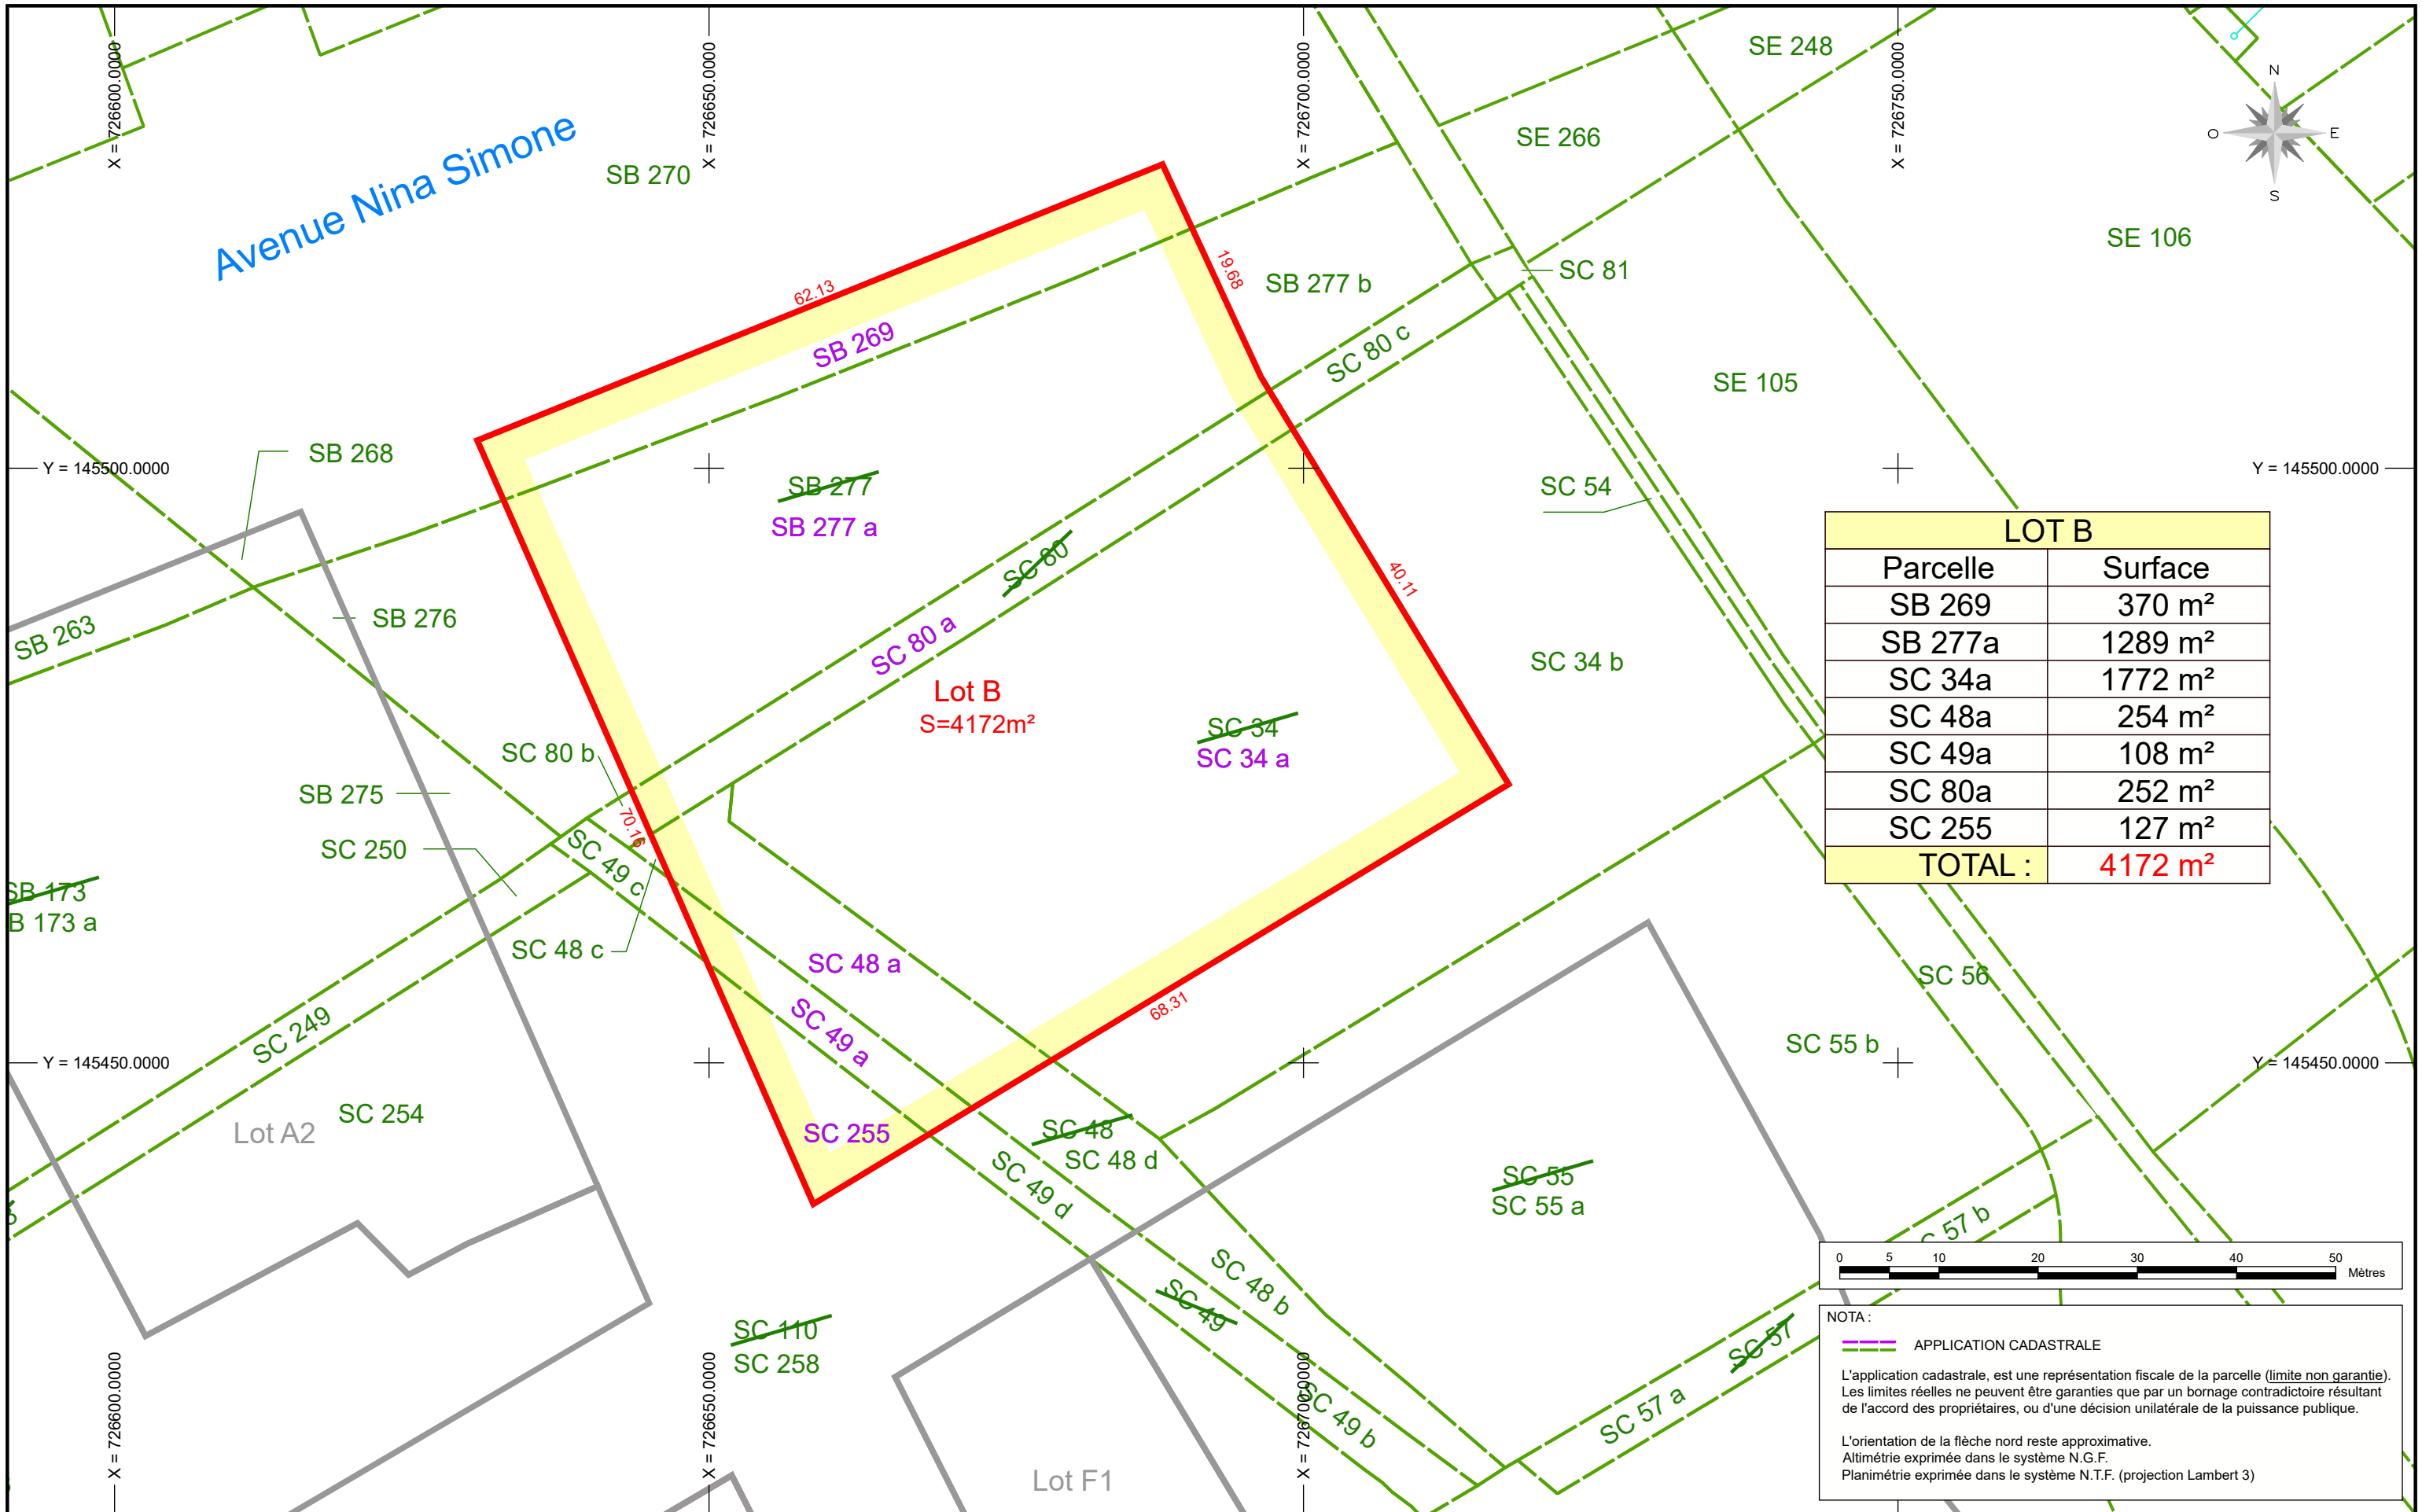 X = 726600.0000
X = 726650.0000
X = 726700.0000
X = 726750.0000
SE 248
N
O
E
S
SE 266
Avenue Nina Simone
SB 270
SE 106
SC 81
SB 277 b
19.68
62.13
SB 269
SC 80 c
SE 105
SB 268
Y = 145500.0000
Y = 145500.0000
SB 277
SB 277 a
SC 54
SC 80
40.11
SB 276
SB 263
SC 80 a
SC 34 b
Lot B
S=4172m²
SC 34
SC 34 a
SC 80 b
SB 275
70.16
SC 250
SC 49 c
LOT B
Parcelle Surface
SB 269 370 m²
SB 277a 1289 m²
SC 34a 1772 m²
SC 48a 254 m²
SC 49a 108 m²
SC 80a 252 m²
SC 255 127 m²
TOTAL : 4172 m²
SB 173
B 173 a
SC 48 c
SC 48 a
SC 56
68.31
SC 49 a
SC 249
SC 55 b
Y = 145450.0000
Y = 145450.0000
SC 254
Lot A2
SC 255
SC 48
SC 48 d
SC 49 d
SC 55
SC 55 a
57 b
SC 48 b
SC 49
SC 110
SC 258
SC 57
SC 57 a
SC 49 b
Lot F1
X = 726600.0000
X = 726650.0000
X = 726700.0000
0 5 10 20 30 40 50
Mètres
NOTA :
APPLICATION CADASTRALE
L'application cadastrale, est une représentation fiscale de la parcelle (limite non garantie).
Les limites réelles ne peuvent être garanties que par un bornage contradictoire résultant
de l'accord des propriétaires, ou d'une décision unilatérale de la puissance publique.
L'orientation de la flèche nord reste approximative.
Altimétrie exprimée dans le système N.G.F.
Planimétrie exprimée dans le système N.T.F. (projection Lambert 3)